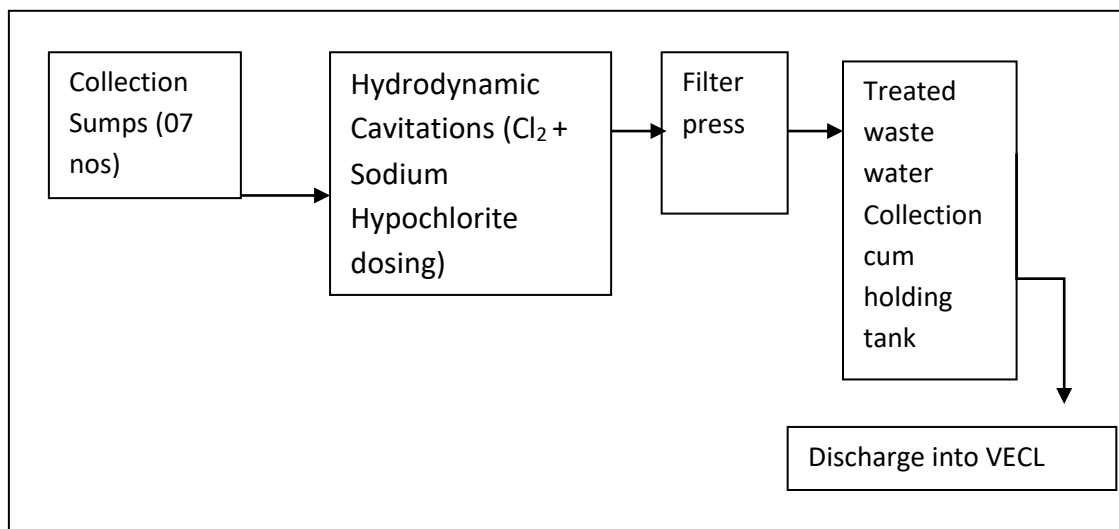 Collection
Sumps (07
nos)
Hydrodynamic
Cavitations (Cl₂ +
Sodium
Hypochlorite
dosing)
Filter
press
Treated
waste
water
Collection
cum
holding
tank
Discharge into VECL